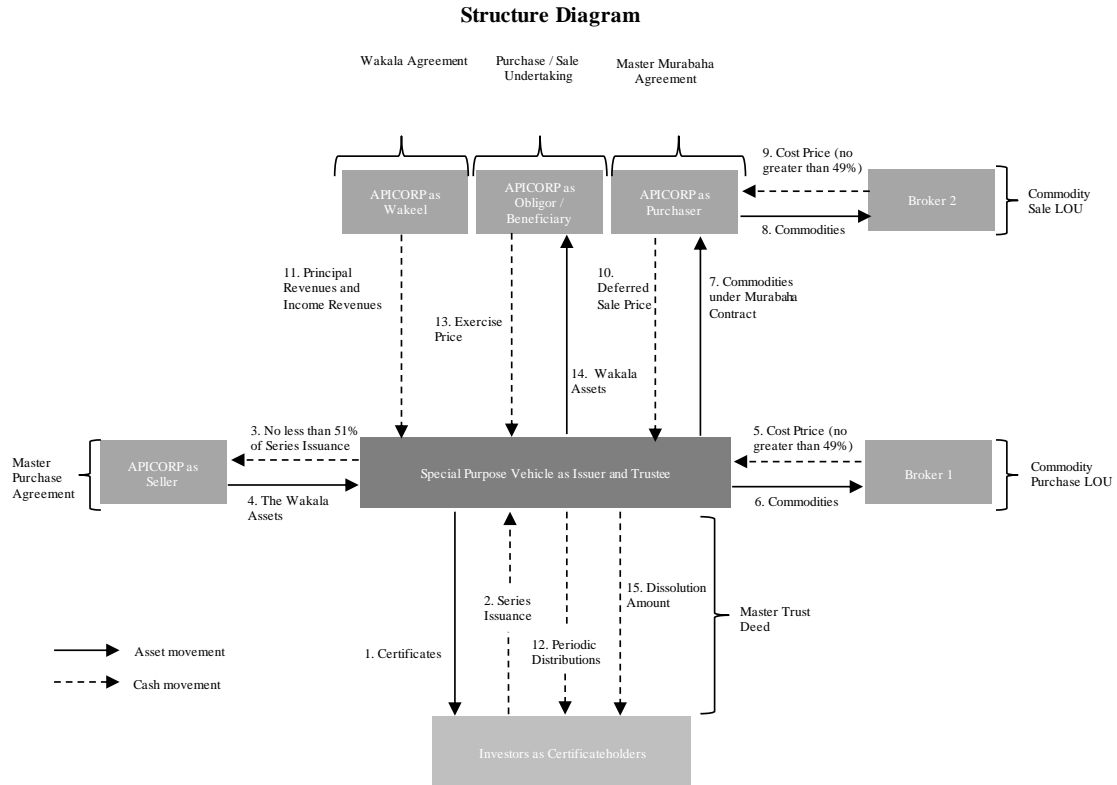 Structure Diagram
Wakala Agreement
Purchase / Sale
Undertaking
Master Murabaha
Agreement
9. Cost Price (no
greater than 49%)
APICORP as
Wakeel
APICORP as
Obligor /
Beneficiary
APICORP as
Purchaser
Broker 2
Commodity
Sale LOU
8. Commodities
11. Principal
Revenues and
Income Revenues
10.
Deferred
Sale Price
7. Commodities
under Murabaha
Contract
13. Exercise
Price
14. Wakala
Assets
3. No less than 51%
of Series Issuance
5. Cost Ptrice (no
greater than 49%)
Master
Purchase
Agreement
APICORP as
Seller
Special Purpose Vehicle as Issuer and Trustee
Broker 1
Commodity
Purchase LOU
4. The Wakala
Assets
6. Commodities
2. Series
Issuance
15. Dissolution
Amount
Master Trust
Deed
1. Certificates
12. Periodic
Distributions
Asset movement
Cash movement
Investors as Certificateholders